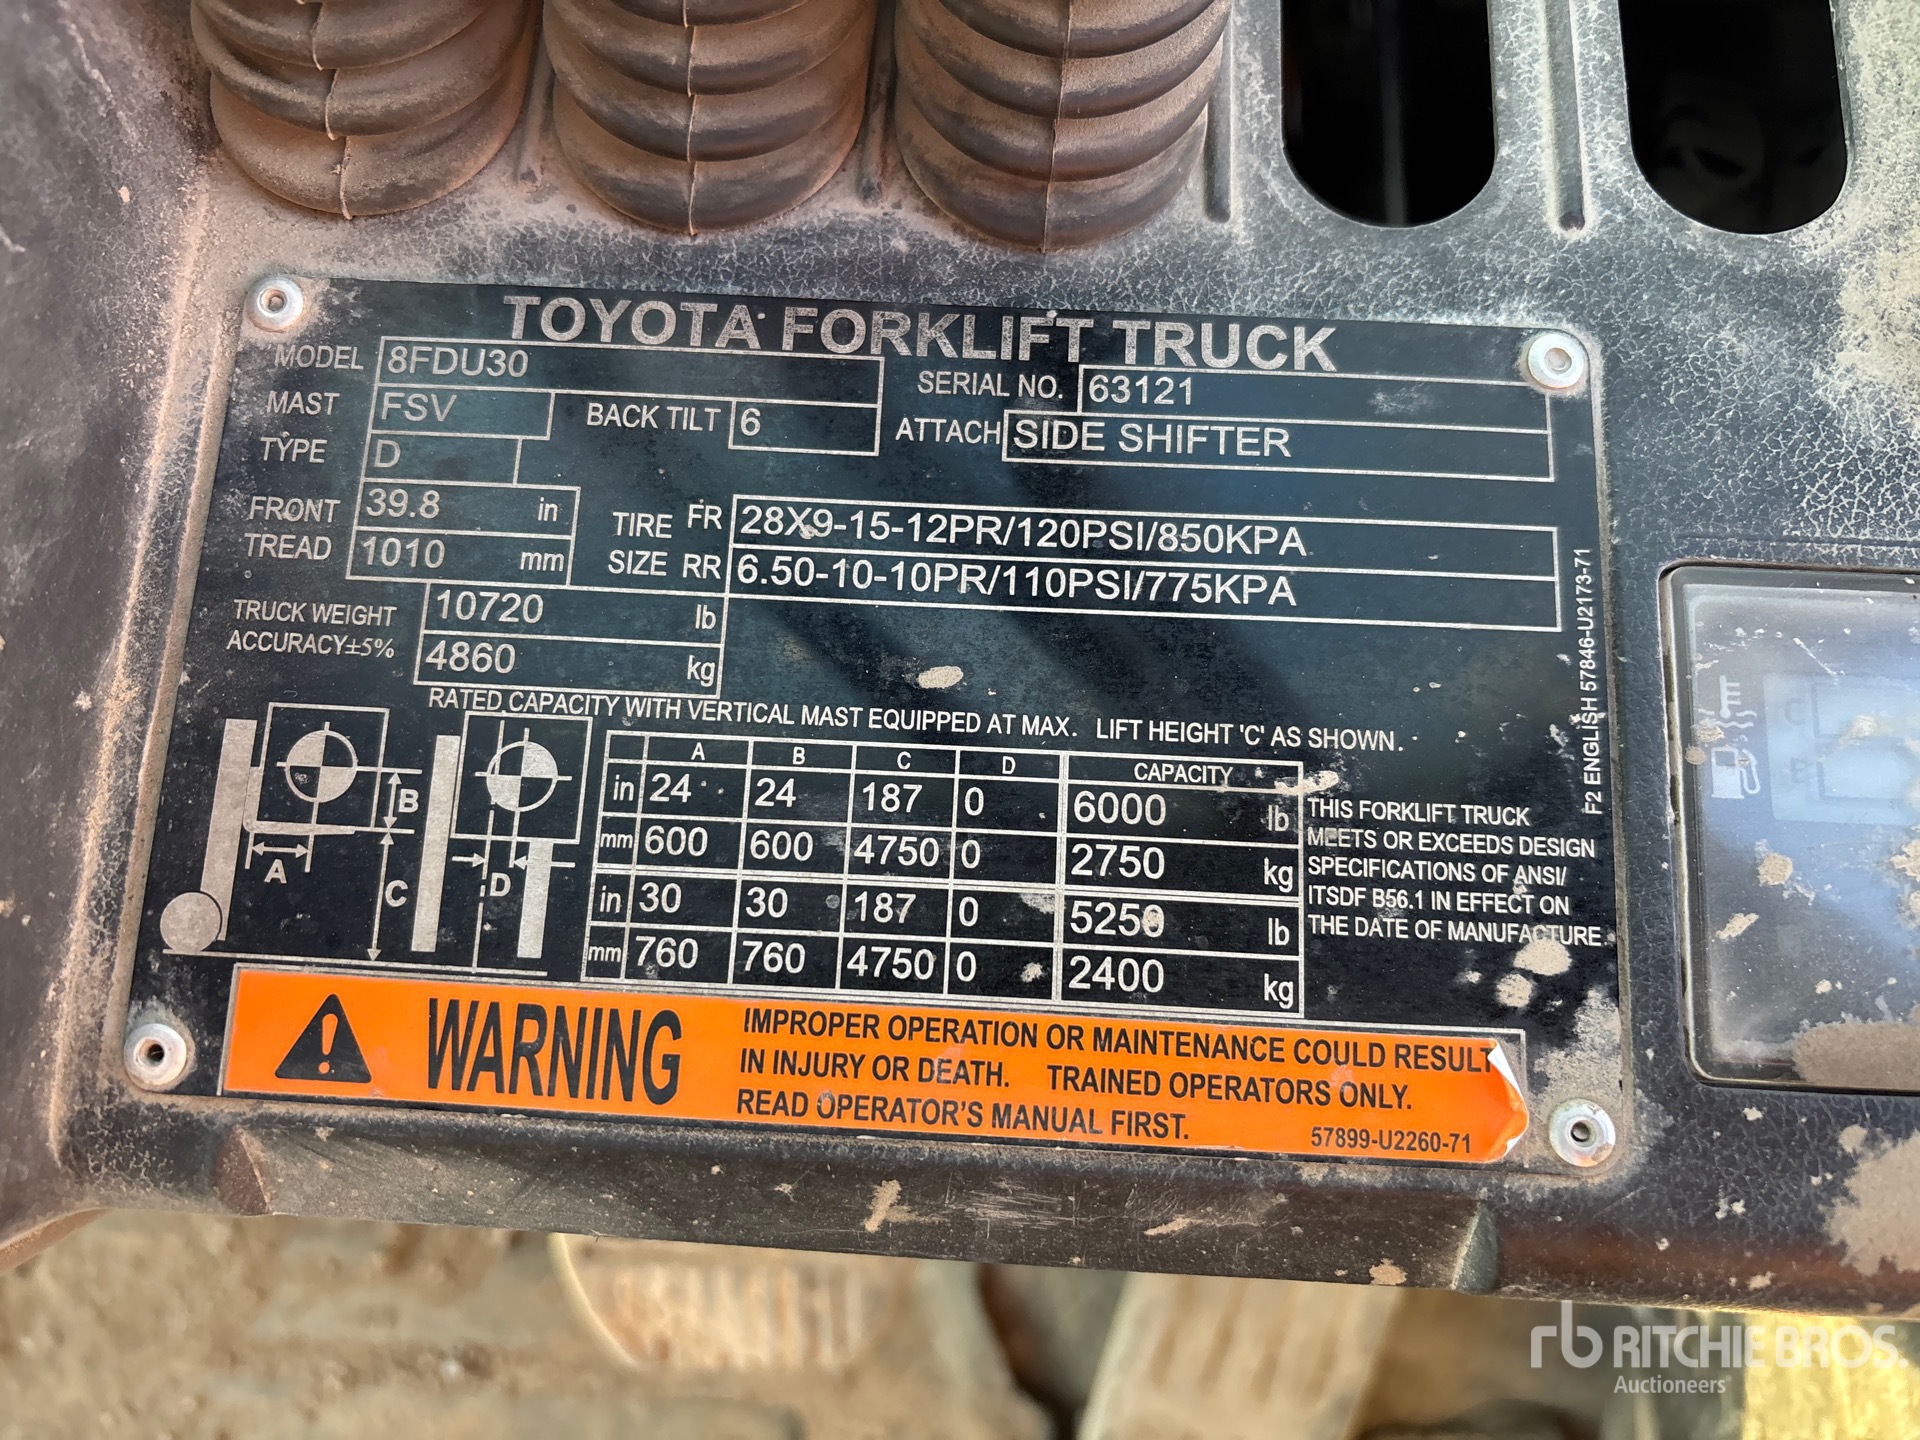 TOYOTA FORKLIFT TRUCK
MODEL 8FDU30
SERIAL NO. 63121
MAST FSV BACK TILT 6
ATTACH SIDE SHIFTER
TYPE D
FRONT TREAD 39.8 in
1010 mm
TIRE SIZE FR 28X9-15-12PR/120PSI/850KPA
RR 6.50-10-10PR/110PSI/775KPA
TRUCK WEIGHT 10720 lb
ACCURACY±5% 4860 kg
RATED CAPACITY WITH VERTICAL MAST EQUIPPED AT MAX. LIFT HEIGHT 'C' AS SHOWN.
A B C D CAPACITY
in 24 24 187 0 6000 lb
mm 600 600 4750 0 2750 kg
in 30 30 187 0 5250 lb
mm 760 760 4750 0 2400 kg
A B C D
THIS FORKLIFT TRUCK
MEETS OR EXCEEDS DESIGN
SPECIFICATIONS OF ANSI/
ITSDF B56.1 IN EFFECT ON
THE DATE OF MANUFACTURE.
F2 ENGLISH 57846-U2173-71
WARNING
IMPROPER OPERATION OR MAINTENANCE COULD RESULT
IN INJURY OR DEATH. TRAINED OPERATORS ONLY.
READ OPERATOR'S MANUAL FIRST.
57899-U2260-71
rb RITCHIE BROS.
Auctioneers